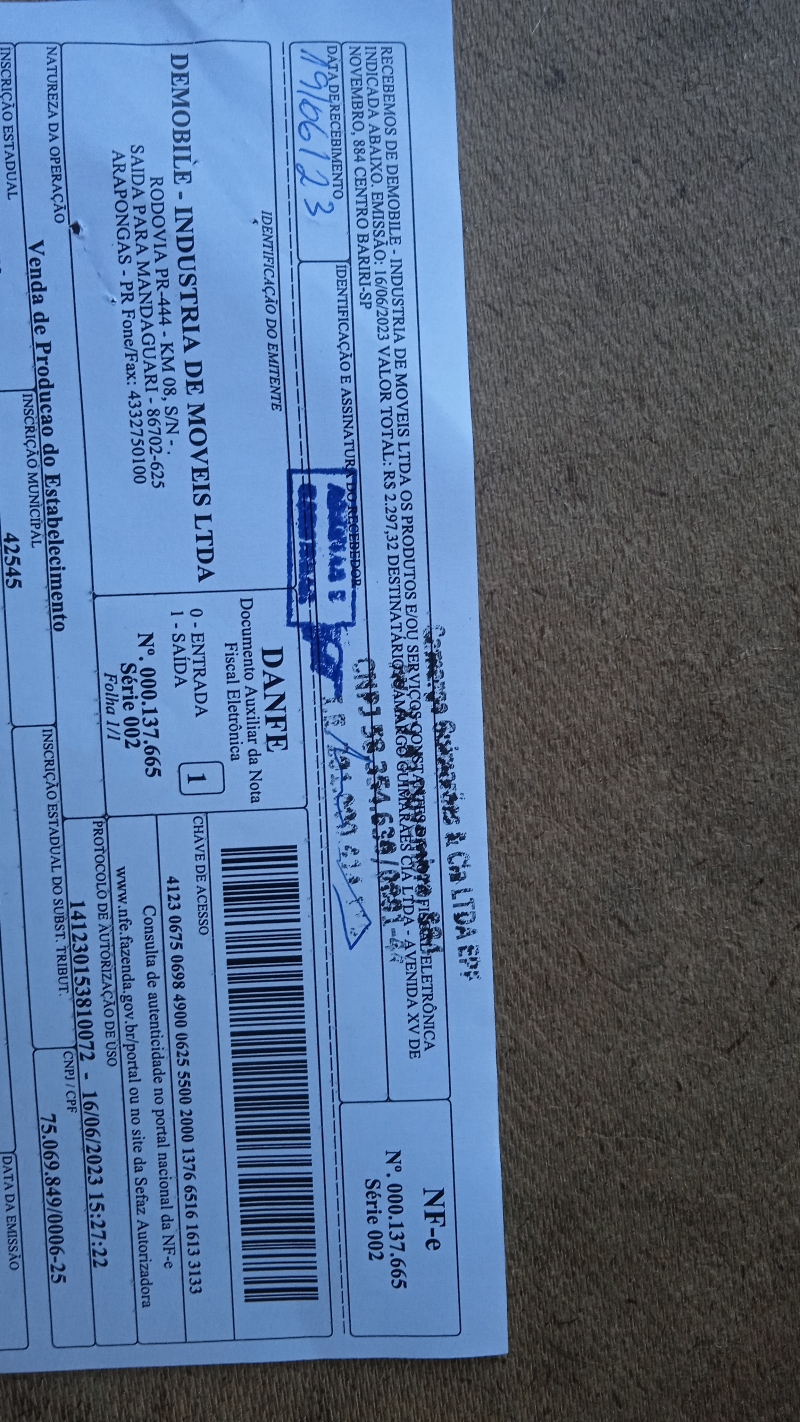 RECEBEMOS DE DEMOBILE - INDUSTRIA DE MOVEIS LTDA OS PRODUTOS E/OU SERVIÇOS CONSTANTES ELETRÔNICA
INDICADA ABAIXO. EMISSÃO: 16/06/2023 VALOR TOTAL: R$ 2.297,32 DESTINATÁRIO: CAMARGO GUIMARAES CIA LTDA - AVENIDA XV DE
NOVEMBRO, 884 CENTRO BARIRI-SP
NF-e
Nº. 000.137.665
Série 002
Camargo Guimarães & Cia LTDA EPP
DATA DE RECEBIMENTO
19/06/23
IDENTIFICAÇÃO E ASSINATURA DO RECEBEDOR
IDENTIFICAÇÃO DO EMITENTE
DEMOBILE - INDUSTRIA DE MOVEIS LTDA
RODOVIA PR-444 - KM 08, S/N - .
SAIDA PARA MANDAGUARI - 86702-625
ARAPONGAS - PR Fone/Fax: 4332750100
DANFE
Documento Auxiliar da Nota
Fiscal Eletrônica
0 - ENTRADA
1 - SAÍDA
1
Nº. 000.137.665
Série 002
Folha 1/1
CHAVE DE ACESSO
4123 0675 0698 4900 0625 5500 2000 1376 6516 1613 3133
Consulta de autenticidade no portal nacional da NF-e
www.nfe.fazenda.gov.br/portal ou no site da Sefaz Autorizadora
NATUREZA DA OPERAÇÃO
Venda de Producao do Estabelecimento
PROTOCOLO DE AUTORIZAÇÃO DE USO
141230153810072 - 16/06/2023 15:27:22
INSCRIÇÃO ESTADUAL
INSCRIÇÃO MUNICIPAL
42545
INSCRIÇÃO ESTADUAL DO SUBST. TRIBUT.
CNPJ / CPF
75.069.849/0006-25
DATA DA EMISSÃO